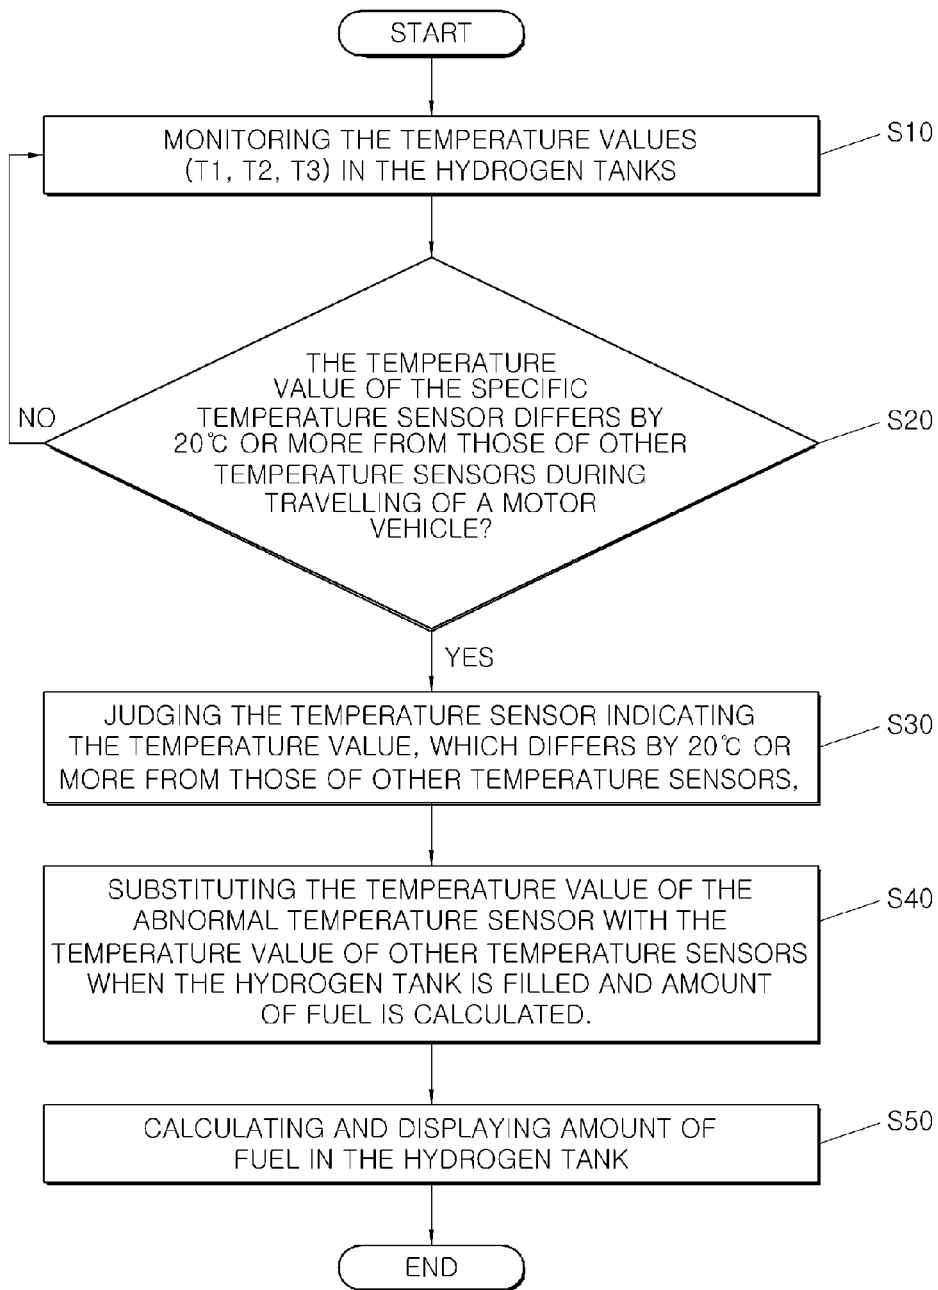 START
MONITORING THE TEMPERATURE VALUES
(T1, T2, T3) IN THE HYDROGEN TANKS
S10
THE TEMPERATURE
VALUE OF THE SPECIFIC
TEMPERATURE SENSOR DIFFERS BY
20℃ OR MORE FROM THOSE OF OTHER
TEMPERATURE SENSORS DURING
TRAVELLING OF A MOTOR
VEHICLE?
NO
S20
YES
JUDGING THE TEMPERATURE SENSOR INDICATING
THE TEMPERATURE VALUE, WHICH DIFFERS BY 20℃ OR
MORE FROM THOSE OF OTHER TEMPERATURE SENSORS,
S30
SUBSTITUTING THE TEMPERATURE VALUE OF THE
ABNORMAL TEMPERATURE SENSOR WITH THE
TEMPERATURE VALUE OF OTHER TEMPERATURE SENSORS
WHEN THE HYDROGEN TANK IS FILLED AND AMOUNT
OF FUEL IS CALCULATED.
S40
CALCULATING AND DISPLAYING AMOUNT OF
FUEL IN THE HYDROGEN TANK
S50
END